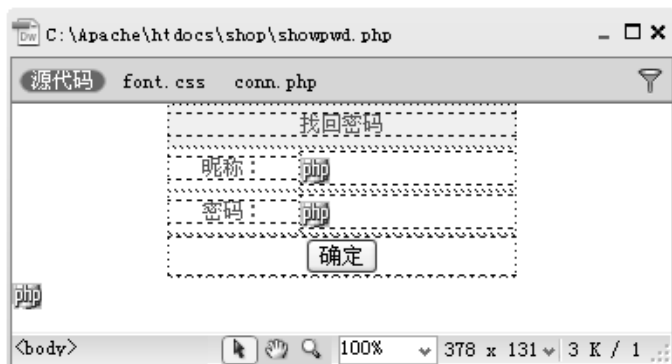 Dw C:\Apache\htdocs\shop\showpwd.php
源代码 font.css conn.php
找回密码
昵称： php
密码： php
确定
php
<body> 100% 378 x 131 3 K / 1